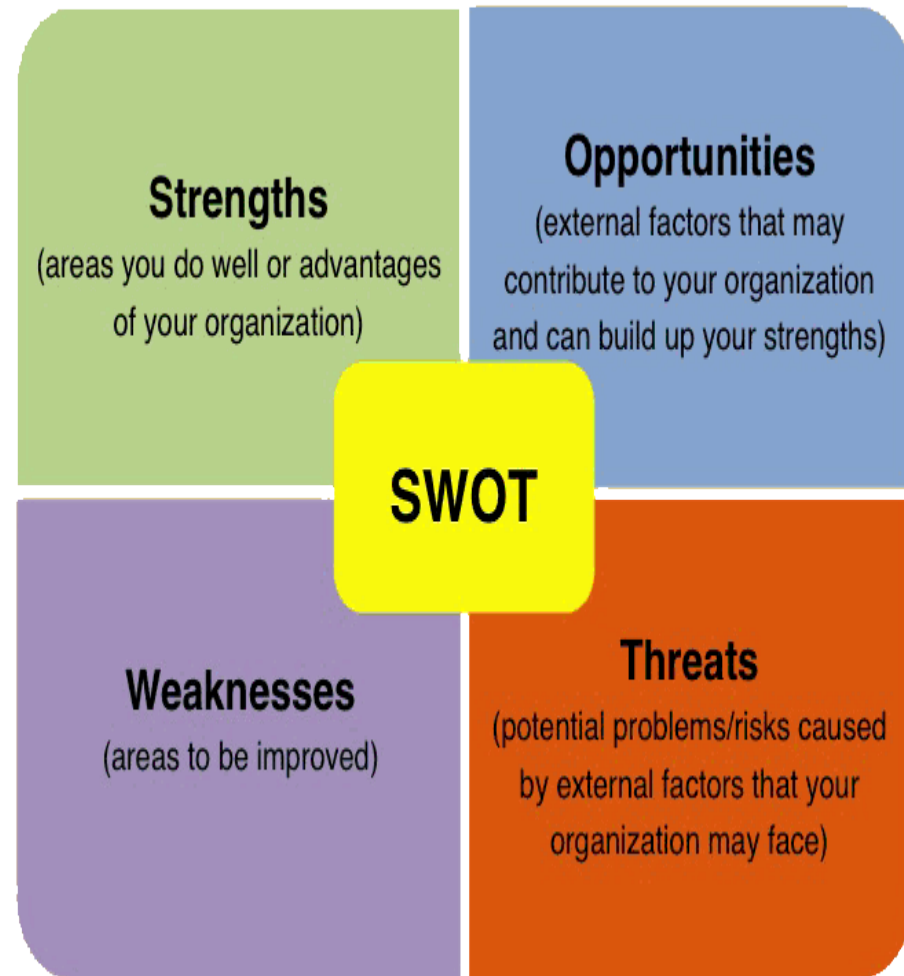 Strengths
(areas you do well or advantages
of your organization)
Opportunities
(external factors that may
contribute to your organization
and can build up your strengths)
SWOT
Weaknesses
(areas to be improved)
Threats
(potential problems/risks caused
by external factors that your
organization may face)